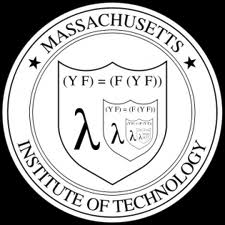 MASSACHUSETTS
(Y F) = (F (Y F))
λ
(Y F) = (F (Y F))
λ
INSTITUTE OF TECHNOLOGY